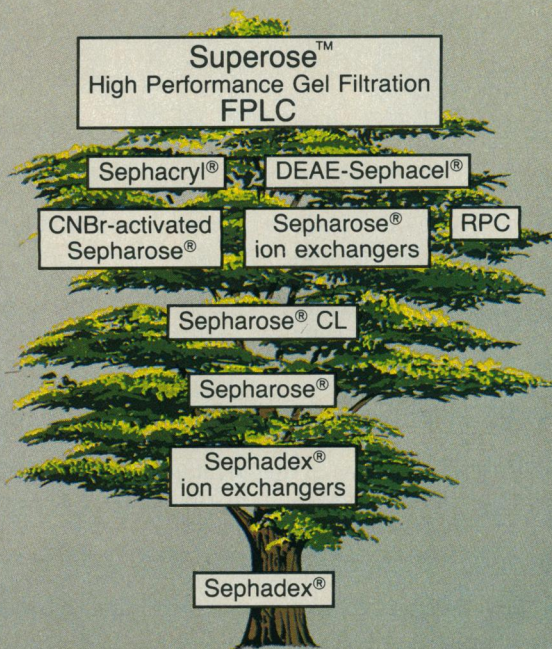 Superose™
High Performance Gel Filtration
FPLC
Sephacryl® DEAE-Sephacel®
CNBr-activated
Sepharose®
Sepharose®
ion exchangers
RPC
Sepharose® CL
Sepharose®
Sephadex®
ion exchangers
Sephadex®